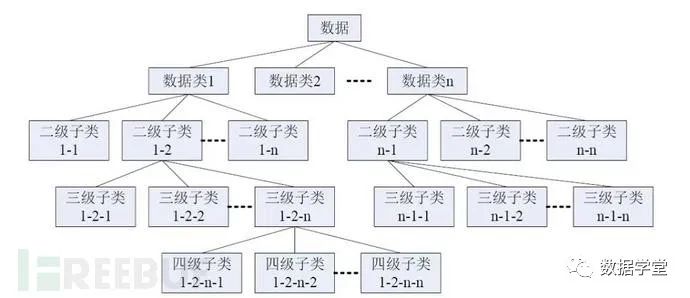 数据
数据类1
数据类2
数据类n
二级子类
1-1
二级子类
1-2
二级子类
1-n
二级子类
n-1
二级子类
n-2
二级子类
n-n
三级子类
1-2-1
三级子类
1-2-2
三级子类
1-2-n
三级子类
n-1-1
三级子类
n-1-2
三级子类
n-1-n
四级子类
1-2-n-1
四级子类
1-2-n-2
四级子类
1-2-n-n
FREEBUF
数据学堂